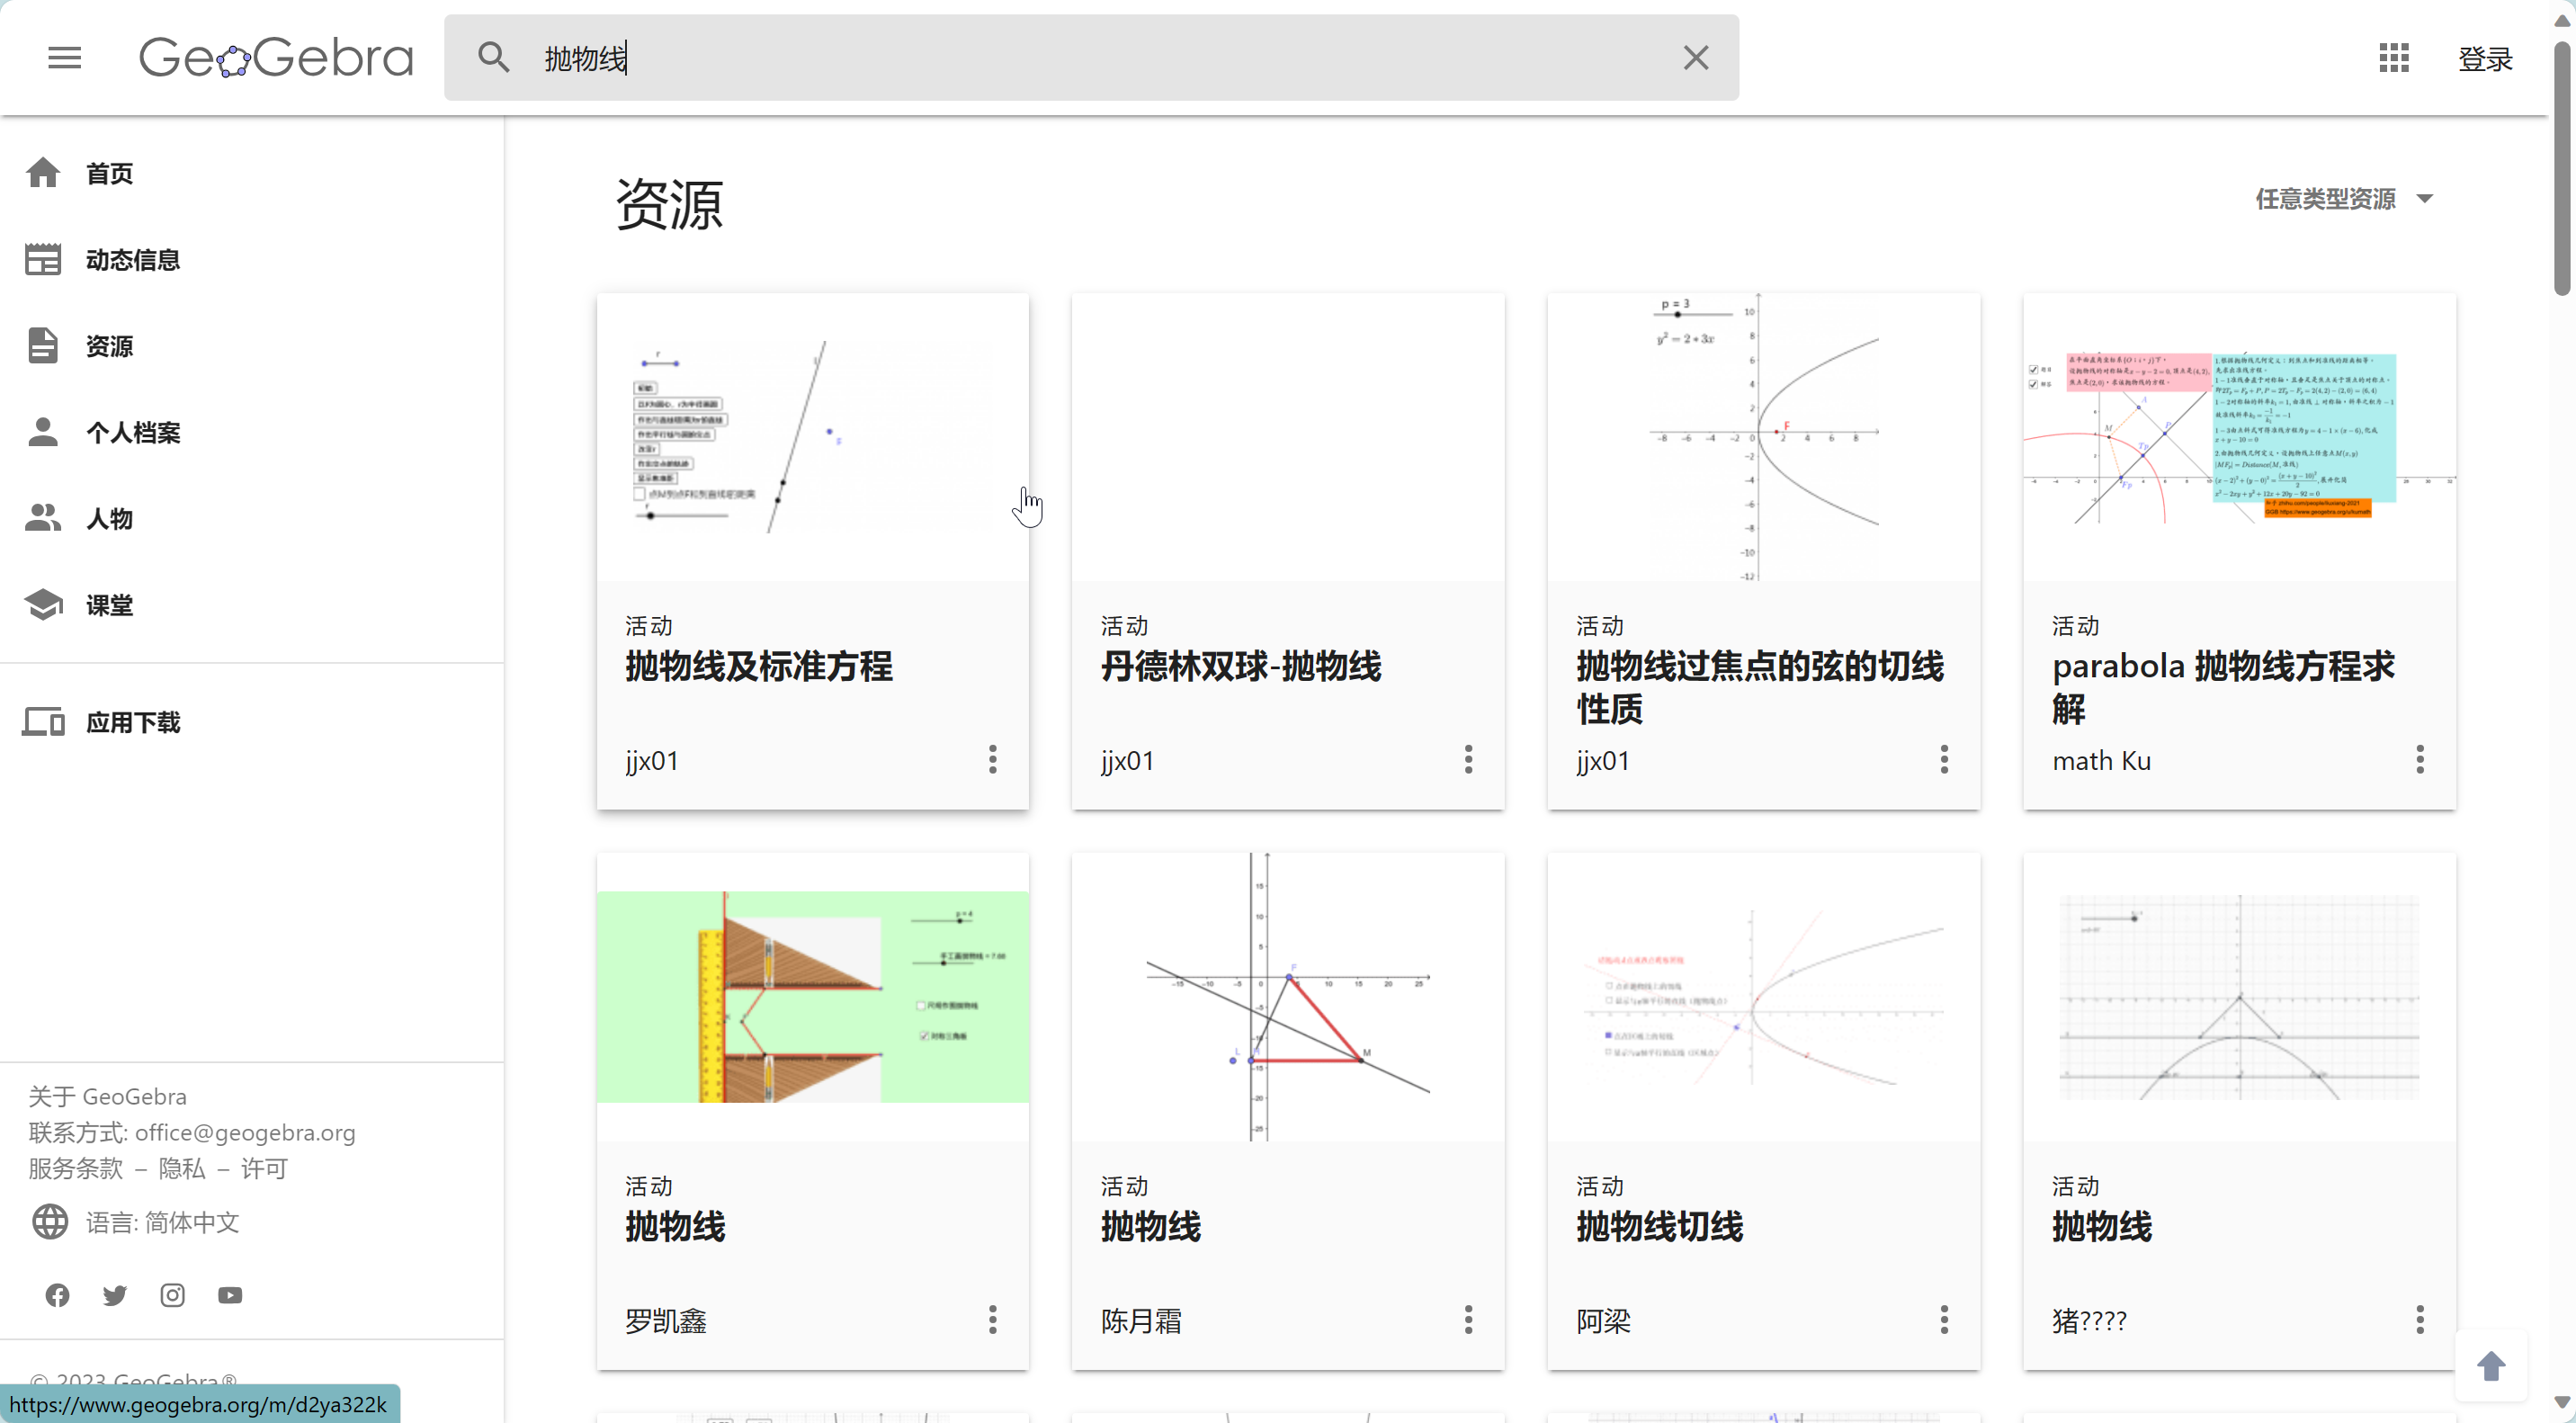 GeoGebra
抛物线
登录
首页
动态信息
资源
个人档案
人物
课堂
应用下载
关于 GeoGebra
联系方式: office@geogebra.org
服务条款 – 隐私 – 许可
语言: 简体中文
© 2023 GeoGebra®
https://www.geogebra.org/m/d2ya322k
资源
任意类型资源
活动
抛物线及标准方程
jjx01
活动
丹德林双球-抛物线
jjx01
p = 3
y² = 2 * 3x
F
活动
抛物线过焦点的弦的切线
性质
jjx01
活动
parabola 抛物线方程求
解
math Ku
p = 4
活动
抛物线
罗凯鑫
F
L
M
活动
抛物线
陈月霜
活动
抛物线切线
阿梁
活动
抛物线
猪????